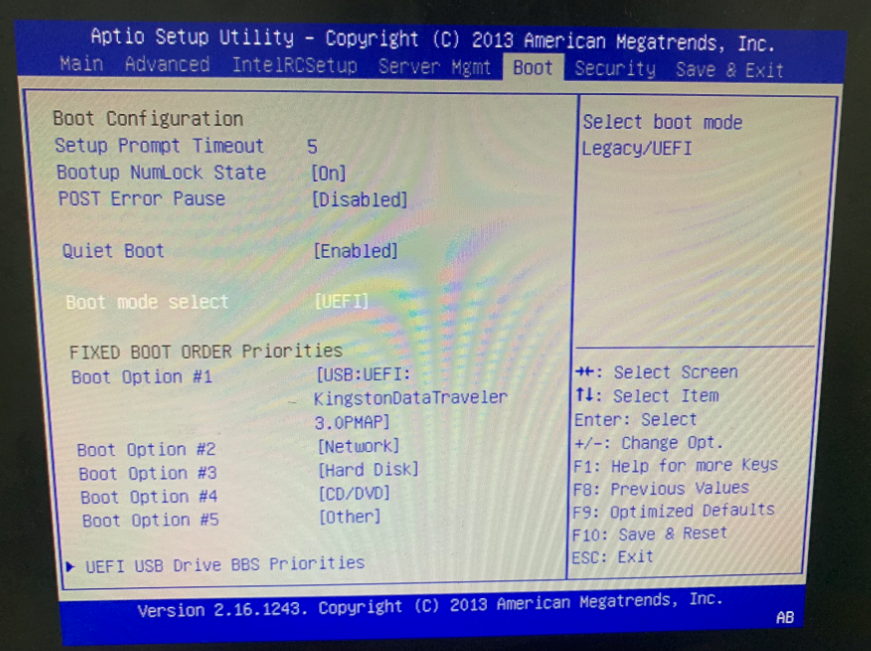 Aptio Setup Utility - Copyright (C) 2013 American Megatrends, Inc.
Main Advanced IntelRCSetup Server Mgmt Boot Security Save & Exit
Boot Configuration
Setup Prompt Timeout 5
Bootup NumLock State [On]
POST Error Pause [Disabled]
Quiet Boot [Enabled]
Boot mode select [UEFI]
FIXED BOOT ORDER Priorities
Boot Option #1 [USB:UEFI:
KingstonDataTraveler
3.0PMAP]
Boot Option #2 [Network]
Boot Option #3 [Hard Disk]
Boot Option #4 [CD/DVD]
Boot Option #5 [Other]
▶ UEFI USB Drive BBS Priorities
Select boot mode
Legacy/UEFI
→←: Select Screen
↑↓: Select Item
Enter: Select
+/-: Change Opt.
F1: Help for more Keys
F8: Previous Values
F9: Optimized Defaults
F10: Save & Reset
ESC: Exit
Version 2.16.1243. Copyright (C) 2013 American Megatrends, Inc.
AB